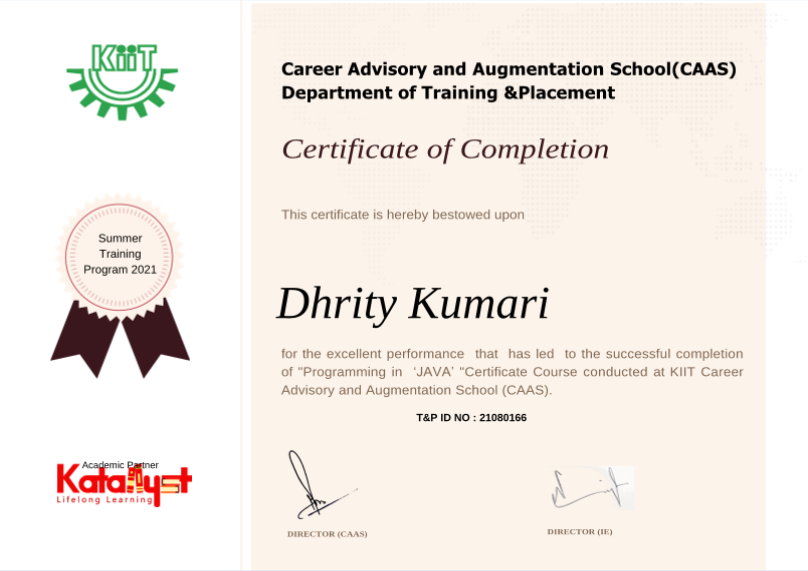 KiiT
Career Advisory and Augmentation School(CAAS)
Department of Training &Placement
Certificate of Completion
This certificate is hereby bestowed upon
Summer
Training
Program 2021
Dhrity Kumari
for the excellent performance that has led to the successful completion
of "Programming in ‘JAVA’ "Certificate Course conducted at KIIT Career
Advisory and Augmentation School (CAAS).
T&P ID NO : 21080166
Academic Partner
Katalyst
Lifelong Learning
DIRECTOR (CAAS)
DIRECTOR (IE)